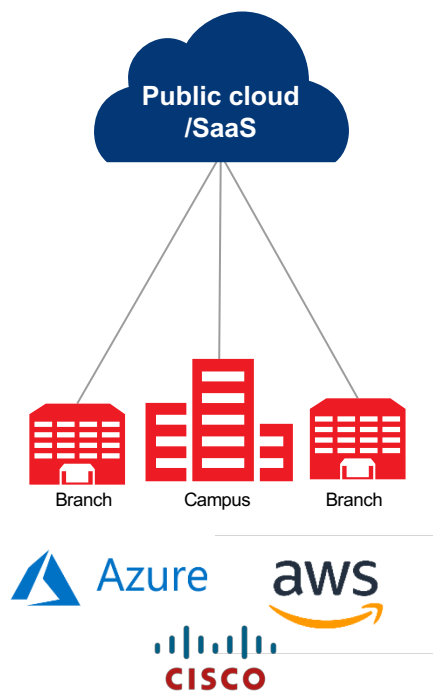 Public cloud
/SaaS
Branch
Campus
Branch
Azure
aws
CISCO